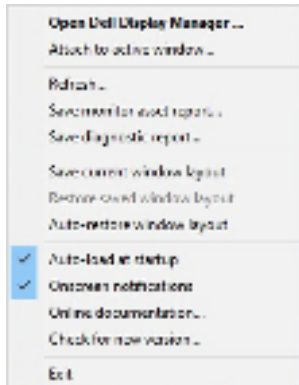 Open Dell Display Manager ...
Attach to active window ...
Refresh ...
Save monitor asset report ...
Save diagnostic report ...
Save current window layout
Restore saved window layout
Auto-restore window layout
Auto-load at startup
Onscreen notifications
Online documentation...
Check for new version ...
Exit